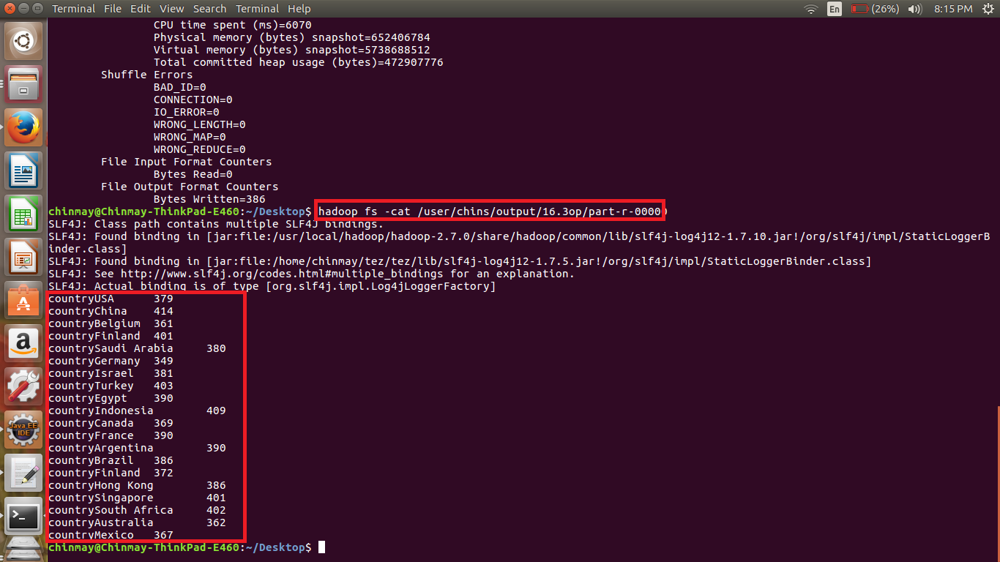 Terminal File Edit View Search Terminal Help En (26%) 8:15 PM
CPU time spent (ms)=6070
Physical memory (bytes) snapshot=652406784
Virtual memory (bytes) snapshot=5738688512
Total committed heap usage (bytes)=472907776
Shuffle Errors
BAD_ID=0
CONNECTION=0
IO_ERROR=0
WRONG_LENGTH=0
WRONG_MAP=0
WRONG_REDUCE=0
File Input Format Counters
Bytes Read=0
File Output Format Counters
Bytes Written=386
chinmay@Chinmay-ThinkPad-E460:~/Desktop$ hadoop fs -cat /user/chins/output/16.3op/part-r-00000
SLF4J: Class path contains multiple SLF4J bindings.
SLF4J: Found binding in [jar:file:/usr/local/hadoop/hadoop-2.7.0/share/hadoop/common/lib/slf4j-log4j12-1.7.10.jar!/org/slf4j/impl/StaticLoggerB
inder.class]
SLF4J: Found binding in [jar:file:/home/chinmay/tez/tez/lib/slf4j-log4j12-1.7.5.jar!/org/slf4j/impl/StaticLoggerBinder.class]
SLF4J: See http://www.slf4j.org/codes.html#multiple_bindings for an explanation.
SLF4J: Actual binding is of type [org.slf4j.impl.Log4jLoggerFactory]
countryUSA 379
countryChina 414
countryBelgium 361
countryFinland 401
countrySaudi Arabia 380
countryGermany 349
countryIsrael 381
countryTurkey 403
countryEgypt 390
countryIndonesia 409
countryCanada 369
countryFrance 390
countryArgentina 390
countryBrazil 386
countryFinland 372
countryHong Kong 386
countrySingapore 401
countrySouth Africa 402
countryAustralia 362
countryMexico 367
chinmay@Chinmay-ThinkPad-E460:~/Desktop$
A
a
Java EE
IDE
>_